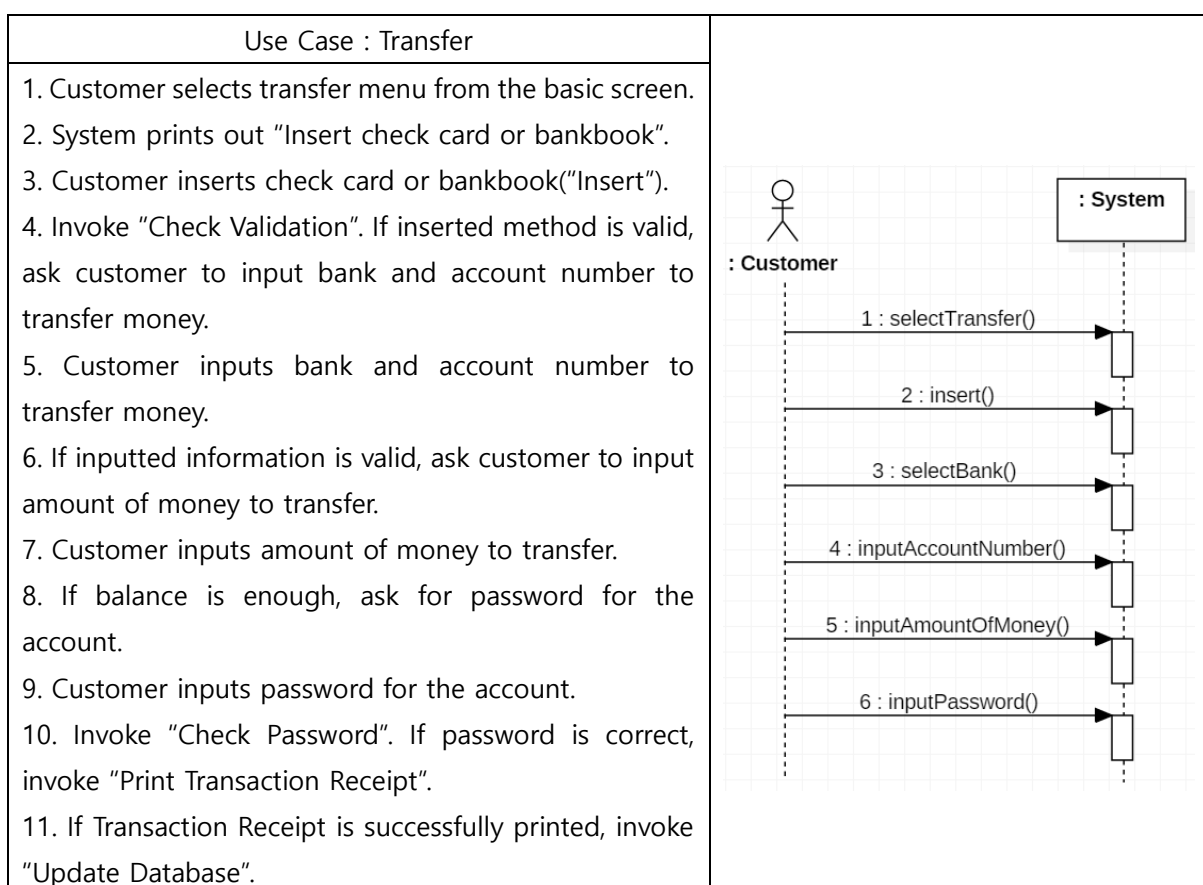 Use Case : Transfer
1. Customer selects transfer menu from the basic screen.
2. System prints out “Insert check card or bankbook”.
3. Customer inserts check card or bankbook(“Insert”).
4. Invoke “Check Validation”. If inserted method is valid,
ask customer to input bank and account number to
transfer money.
5. Customer inputs bank and account number to
transfer money.
6. If inputted information is valid, ask customer to input
amount of money to transfer.
7. Customer inputs amount of money to transfer.
8. If balance is enough, ask for password for the
account.
9. Customer inputs password for the account.
10. Invoke “Check Password”. If password is correct,
invoke “Print Transaction Receipt”.
11. If Transaction Receipt is successfully printed, invoke
“Update Database”.
: System
: Customer
1 : selectTransfer()
2 : insert()
3 : selectBank()
4 : inputAccountNumber()
5 : inputAmountOfMoney()
6 : inputPassword()